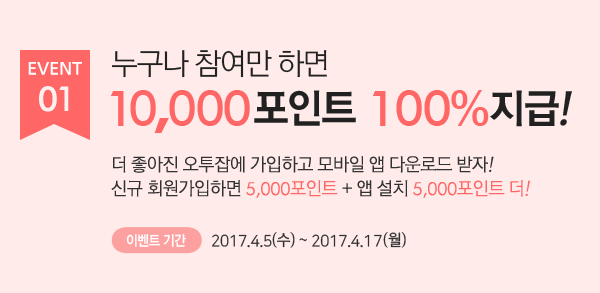 EVENT
01
누구나 참여만 하면
10,000포인트 100%지급!
더 좋아진 오투잡에 가입하고 모바일 앱 다운로드 받자!
신규 회원가입하면 5,000포인트 + 앱 설치 5,000포인트 더!
이벤트 기간 2017.4.5(수) ~ 2017.4.17(월)